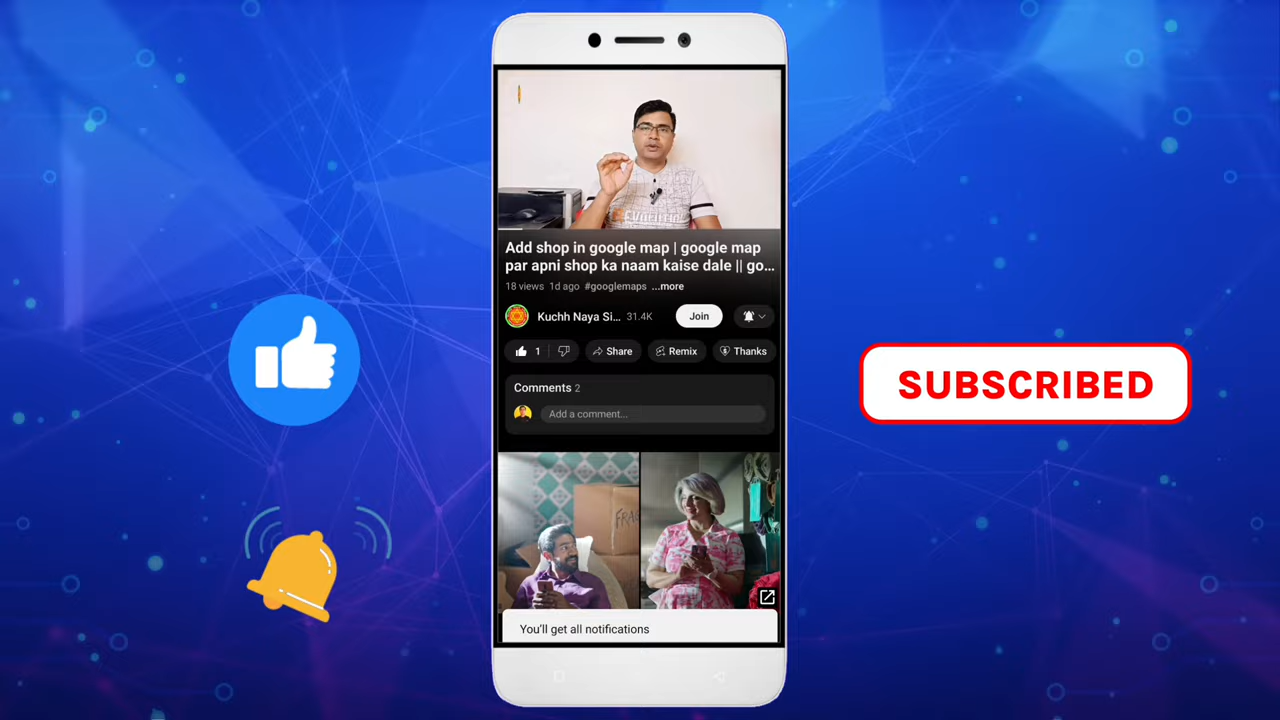 Add shop in google map | google map
par apni shop ka naam kaise dale || go...
18 views 1d ago #googlemaps ...more
Kuchh Naya Si... 31.4K Join
1 Share Remix Thanks
Comments 2
Add a comment...
SUBSCRIBED
FRAG
You'll get all notifications